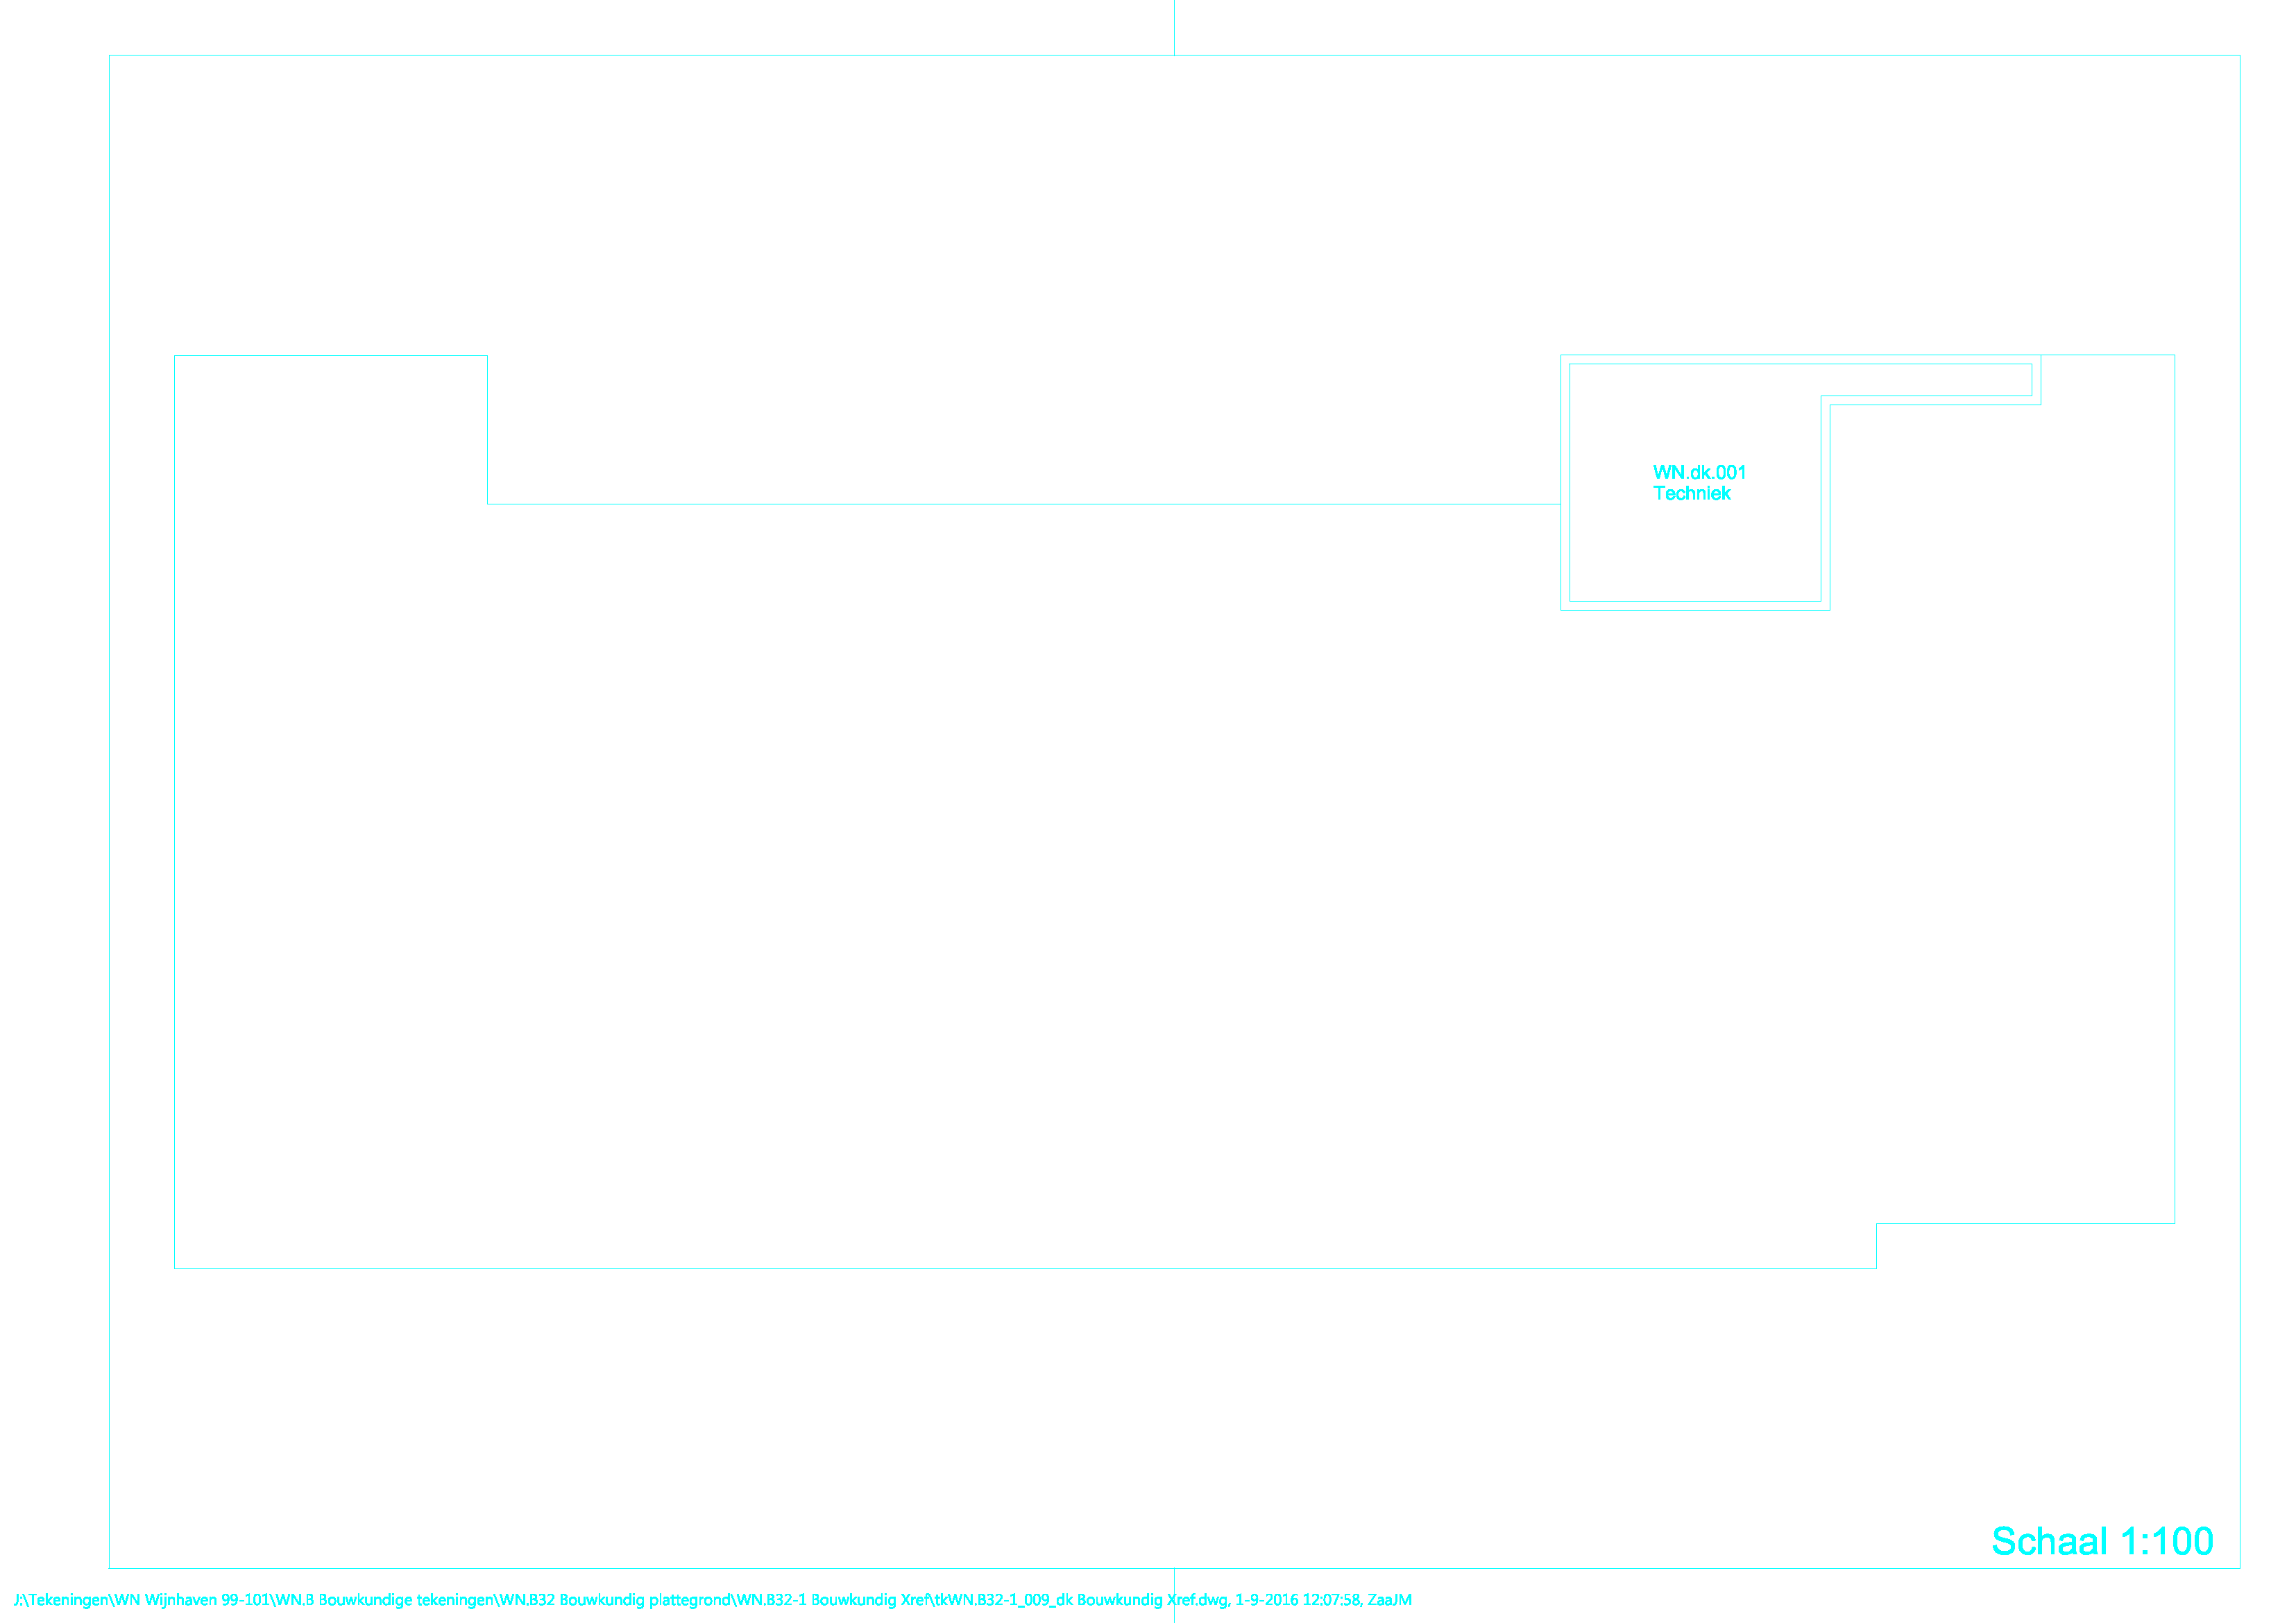 WN.dk.001
Techniek
Schaal 1:100
J:\Tekeningen\WN Wijnhaven 99-101\WN.B Bouwkundige tekeningen\WN.B32 Bouwkundig plattegrond\WN.B32-1 Bouwkundig Xref\tkWN.B32-1_009_dk Bouwkundig Xref.dwg, 1-9-2016 12:07:58, ZaaJM